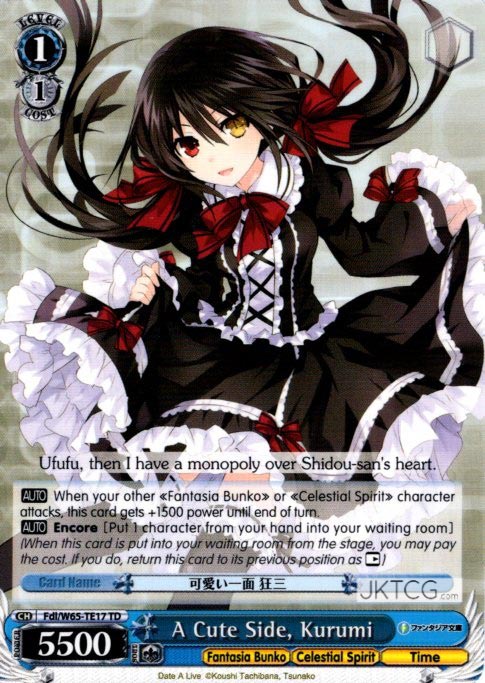 LEVEL
1
1
COST
Ufufu, then I have a monopoly over Shidou-san's heart.
AUTO When your other «Fantasia Bunko» or «Celestial Spirit» character
attacks, this card gets +1500 power until end of turn.
AUTO Encore [Put 1 character from your hand into your waiting room]
(When this card is put into your waiting room from the stage, you may pay
the cost. If you do, return this card to its previous position as )
Card Name 可愛い一面 狂三
JKTCG.com
CH Fdl/W65-TE17 TD
POWER 5500 SOUL
A Cute Side, Kurumi
ファンタジア文庫
Fantasia Bunko Celestial Spirit Time
Date A Live ©Koushi Tachibana, Tsunako